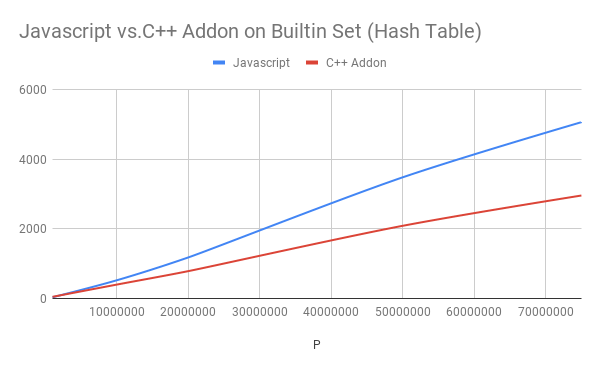 Javascript vs.C++ Addon on Builtin Set (Hash Table)
Javascript C++ Addon
6000
4000
2000
0
10000000 20000000 30000000 40000000 50000000 60000000 70000000
P